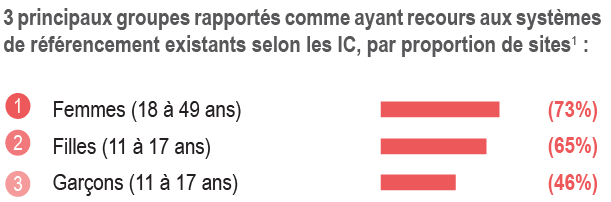 3 principaux groupes rapportés comme ayant recours aux systèmes
de référencement existants selon les IC, par proportion de sites¹ :
1 Femmes (18 à 49 ans) (73%)
2 Filles (11 à 17 ans) (65%)
3 Garçons (11 à 17 ans) (46%)